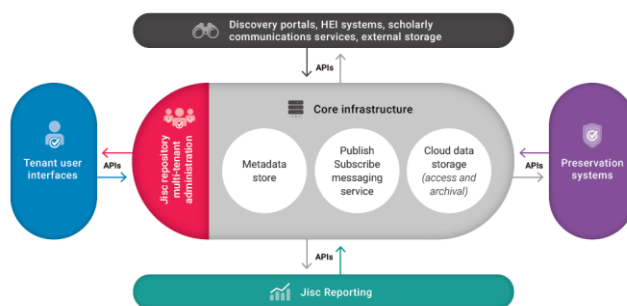 Discovery portals, HEI systems, scholarly
communications services, external storage
APIs
Tenant user
interfaces
APIs
Jisc repository
multi-tenant
administration
Core infrastructure
Metadata
store
Publish
Subscribe
messaging
service
Cloud data
storage
(access and
archival)
APIs
Preservation
systems
APIs
Jisc Reporting